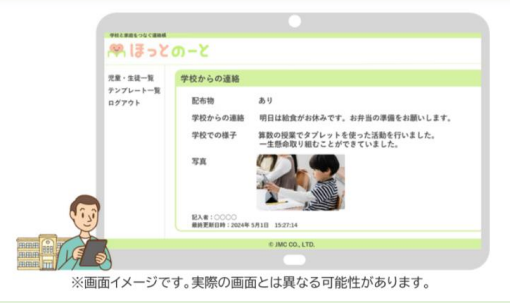 学校と家庭をつなぐ連絡帳
ほっとのーと
児童・生徒一覧
テンプレート一覧
ログアウト
学校からの連絡
配布物 あり
学校からの連絡 明日は給食がお休みです。お弁当の準備をお願いします。
学校での様子 算数の授業でタブレットを使った活動を行いました。
一生懸命取り組むことができていました。
写真
記入者：〇〇〇〇
最終更新日時：2024年 5月1日 15:27:14
© JMC CO., LTD.
※画面イメージです。実際の画面とは異なる可能性があります。